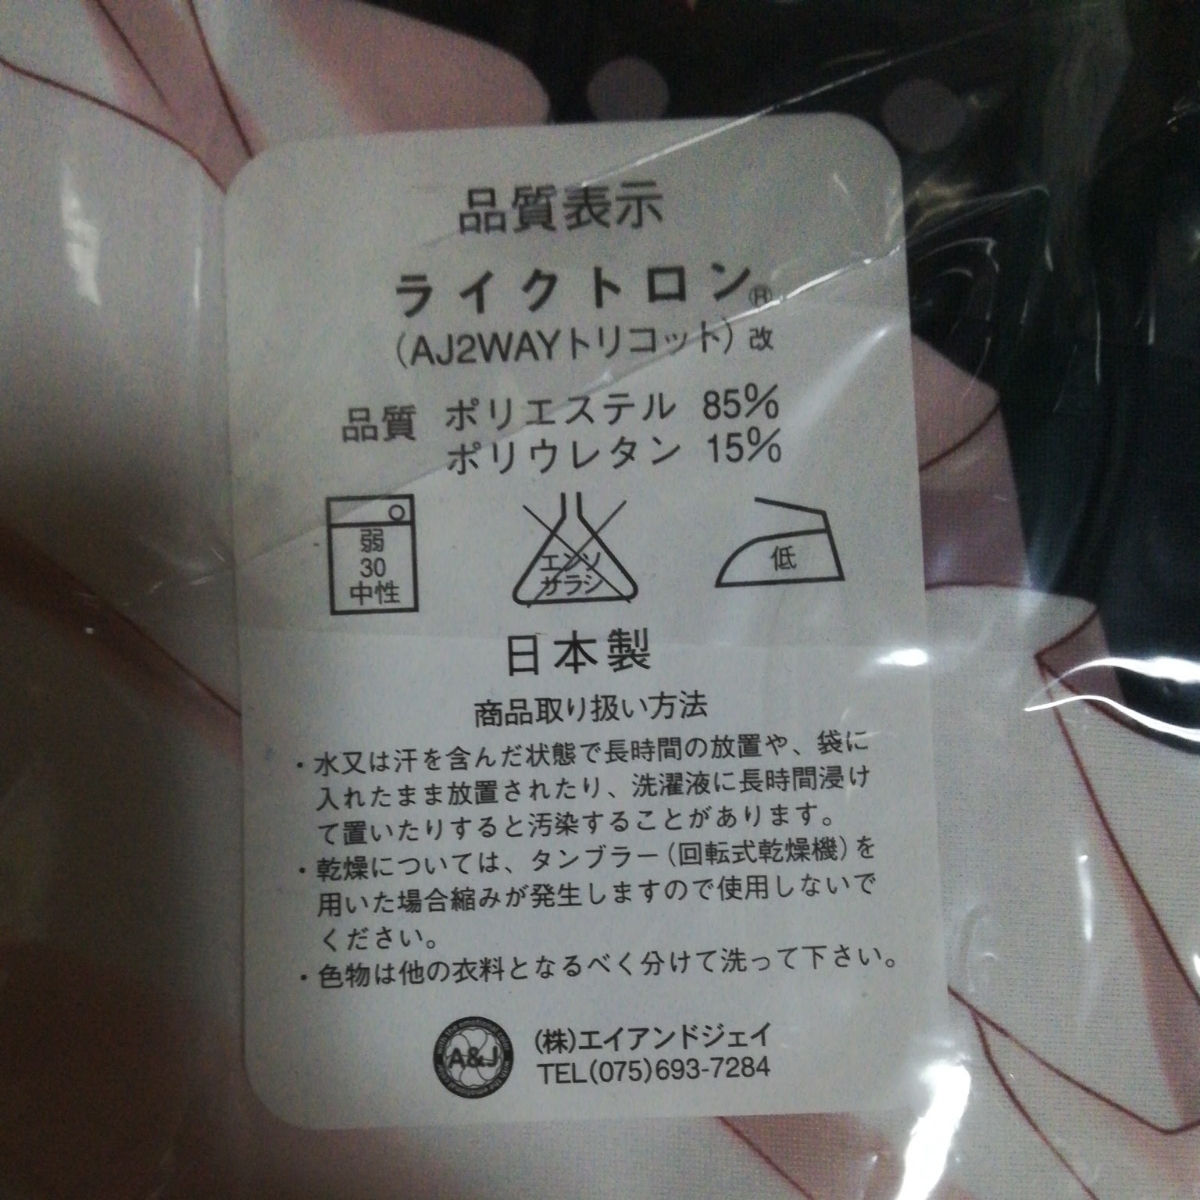 品質表示
ライクトロン®
(AJ2WAYトリコット)改
品質 ポリエステル 85%
ポリウレタン 15%
弱
30
中性
エンソ
サラシ
低
日本製
商品取り扱い方法
・水又は汗を含んだ状態で長時間の放置や、袋に
入れたまま放置されたり、洗濯液に長時間浸け
て置いたりすると汚染することがあります。
・乾燥については、タンブラー(回転式乾燥機)を
用いた場合縮みが発生しますので使用しないで
ください。
・色物は他の衣料となるべく分けて洗って下さい。
A&J
(株)エイアンドジェイ
TEL(075)693-7284